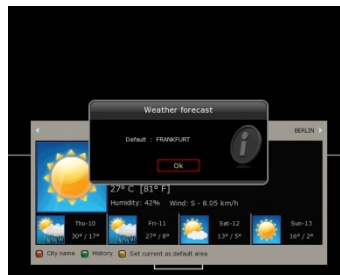 Weather forecast
BERLIN
Default : FRANKFURT
Ok
27° C [81° F]
Humidity: 42% Wind: S - 8.05 km/h
Thu-10
30° / 17°
Fri-11
27° / 8°
Sat-12
13° / 5°
Sun-13
16° / 2°
City name History Set current as default area